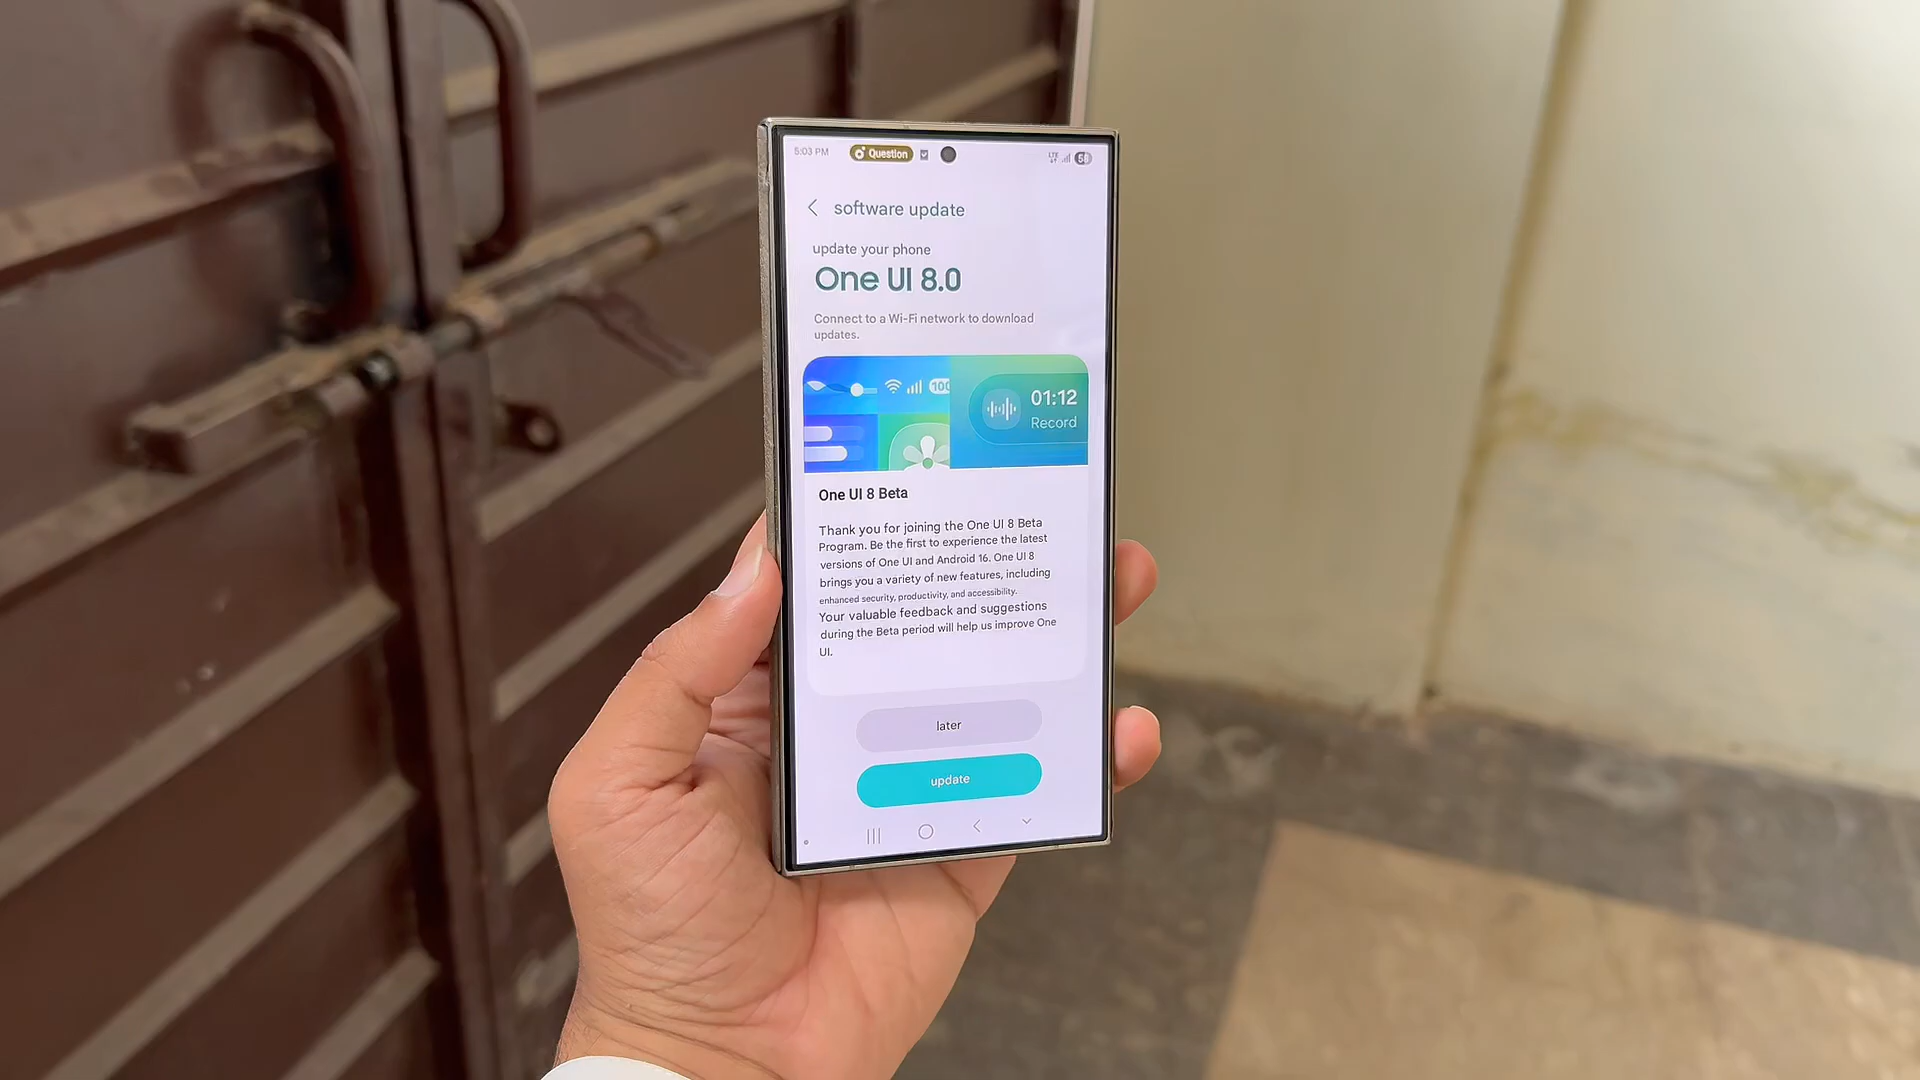 5:03 PM Question LTE
software update
update your phone
One UI 8.0
Connect to a Wi-Fi network to download
updates.
100
01:12
Record
One UI 8 Beta
Thank you for joining the One UI 8 Beta
Program. Be the first to experience the latest
versions of One UI and Android 16. One UI 8
brings you a variety of new features, including
enhanced security, productivity, and accessibility.
Your valuable feedback and suggestions
during the Beta period will help us improve One
UI.
later
update